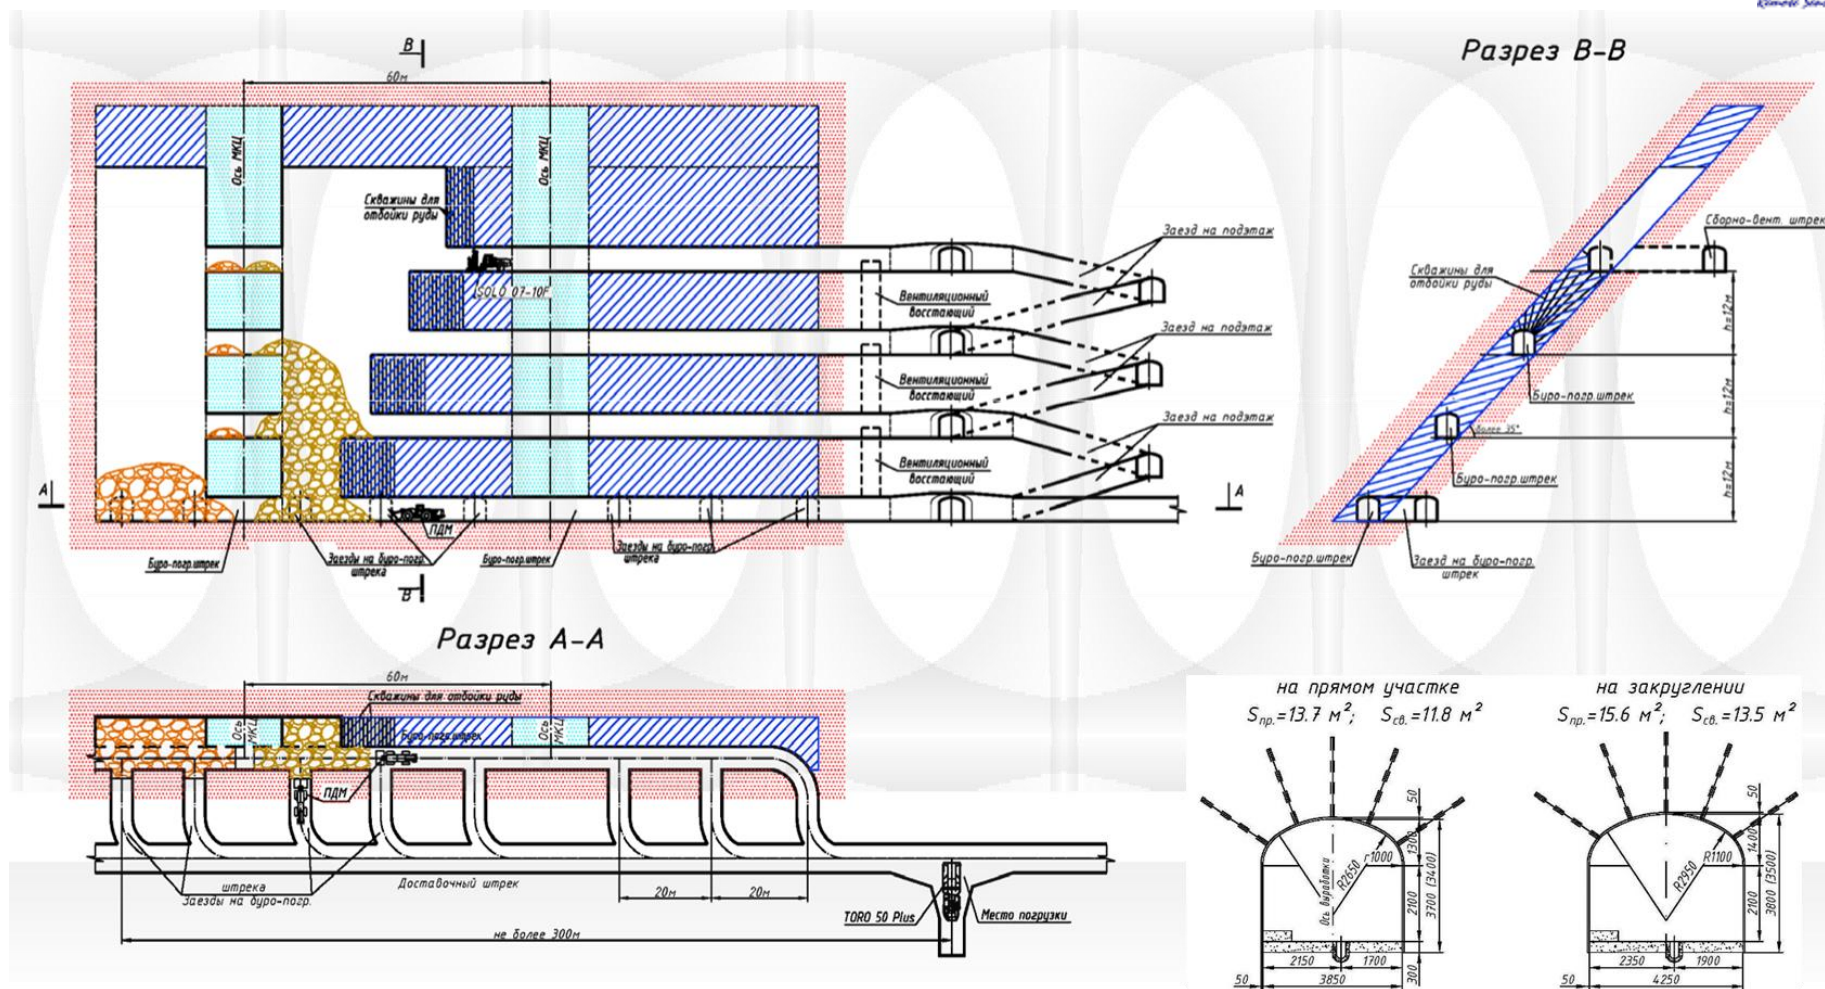 В
60м
Ось МКЦ
Ось МКЦ
Скважины для
отбойки руды
SOLO 07-10F
Вентиляционный
восстающий
Вентиляционный
восстающий
Вентиляционный
восстающий
Заезд на подэтаж
Заезд на подэтаж
Заезд на подэтаж
А
А
ПДМ
Буро-погр.штрек
Заезды на буро-погр.
штрека
Буро-погр.штрек
Заезды на буро-погр.
штрека
В
Разрез В-В
Сборно-вент. штрек
Скважины для
отбойки руды
h=12м
h=12м
h=12м
Буро-погр.штрек
более 35°
Буро-погр.штрек
Буро-погр.штрек
Заезд на буро-погр.
штрек
Разрез А-А
60м
Скважины для отбойки руды
Ось
МКЦ
Буро-погр.штрек
Ось
МКЦ
ПДМ
штрека
Заезды на буро-погр.
Доставочный штрек
20м
20м
TORO 50 Plus
Место погрузки
не более 300м
на прямом участке
Sпр.=13.7 м²; Sсв.=11.8 м²
50
1300
r1000
R2650
Ось выработки
2100
3700 (3400)
2150
1700
300
50
3850
на закруглении
Sпр.=15.6 м²; Sсв.=13.5 м²
50
1400
R1100
R2950
2100
3800 (3500)
2350
1900
50
4250